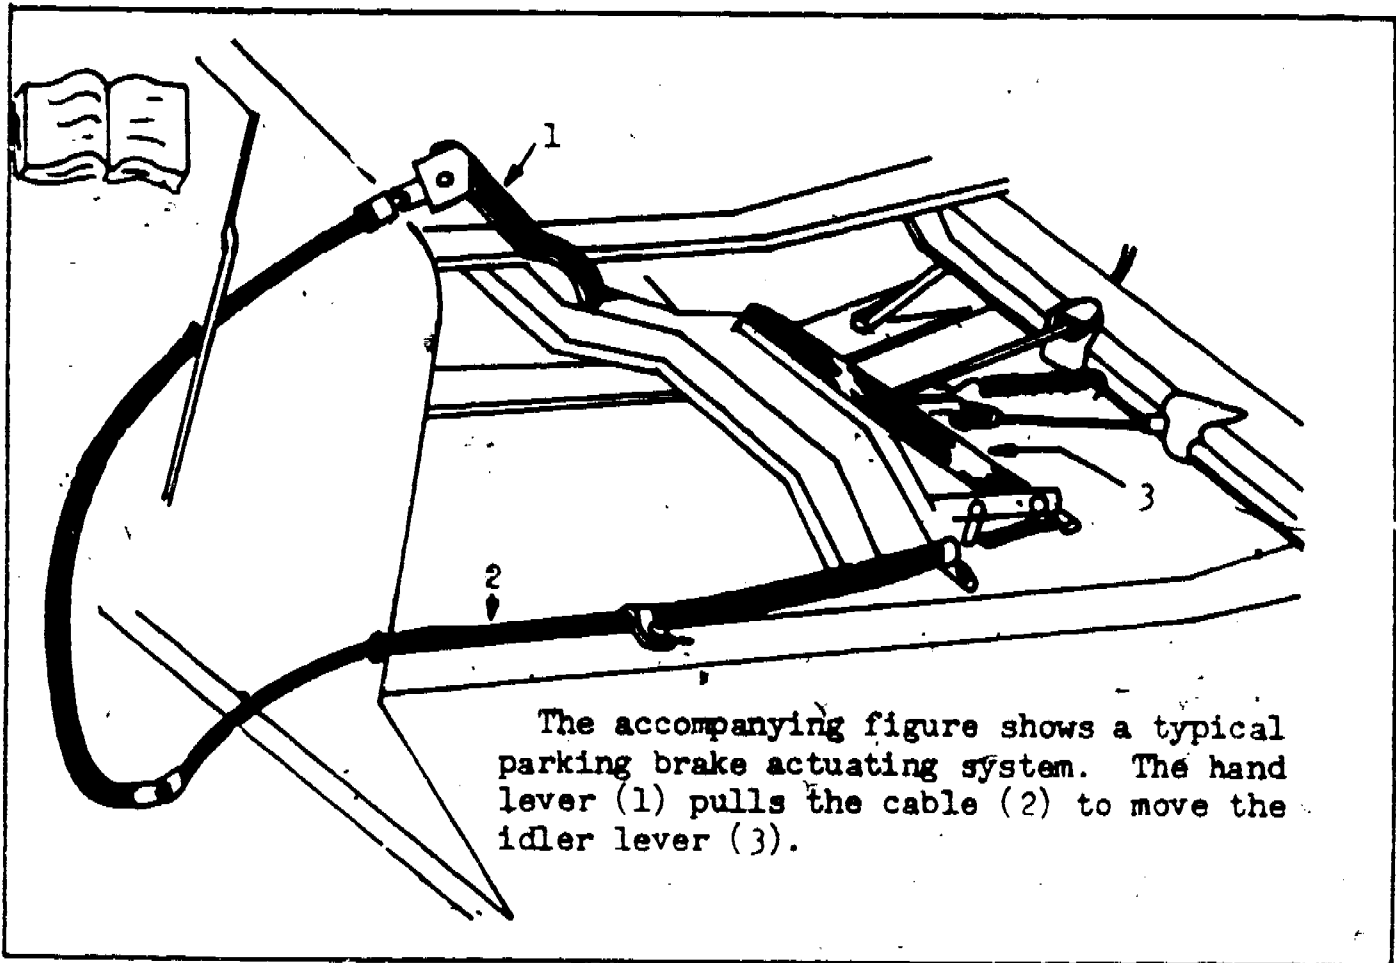 1
3
2
The accompanying figure shows a typical
parking brake actuating system. The hand
lever (1) pulls the cable (2) to move the
idler lever (3).